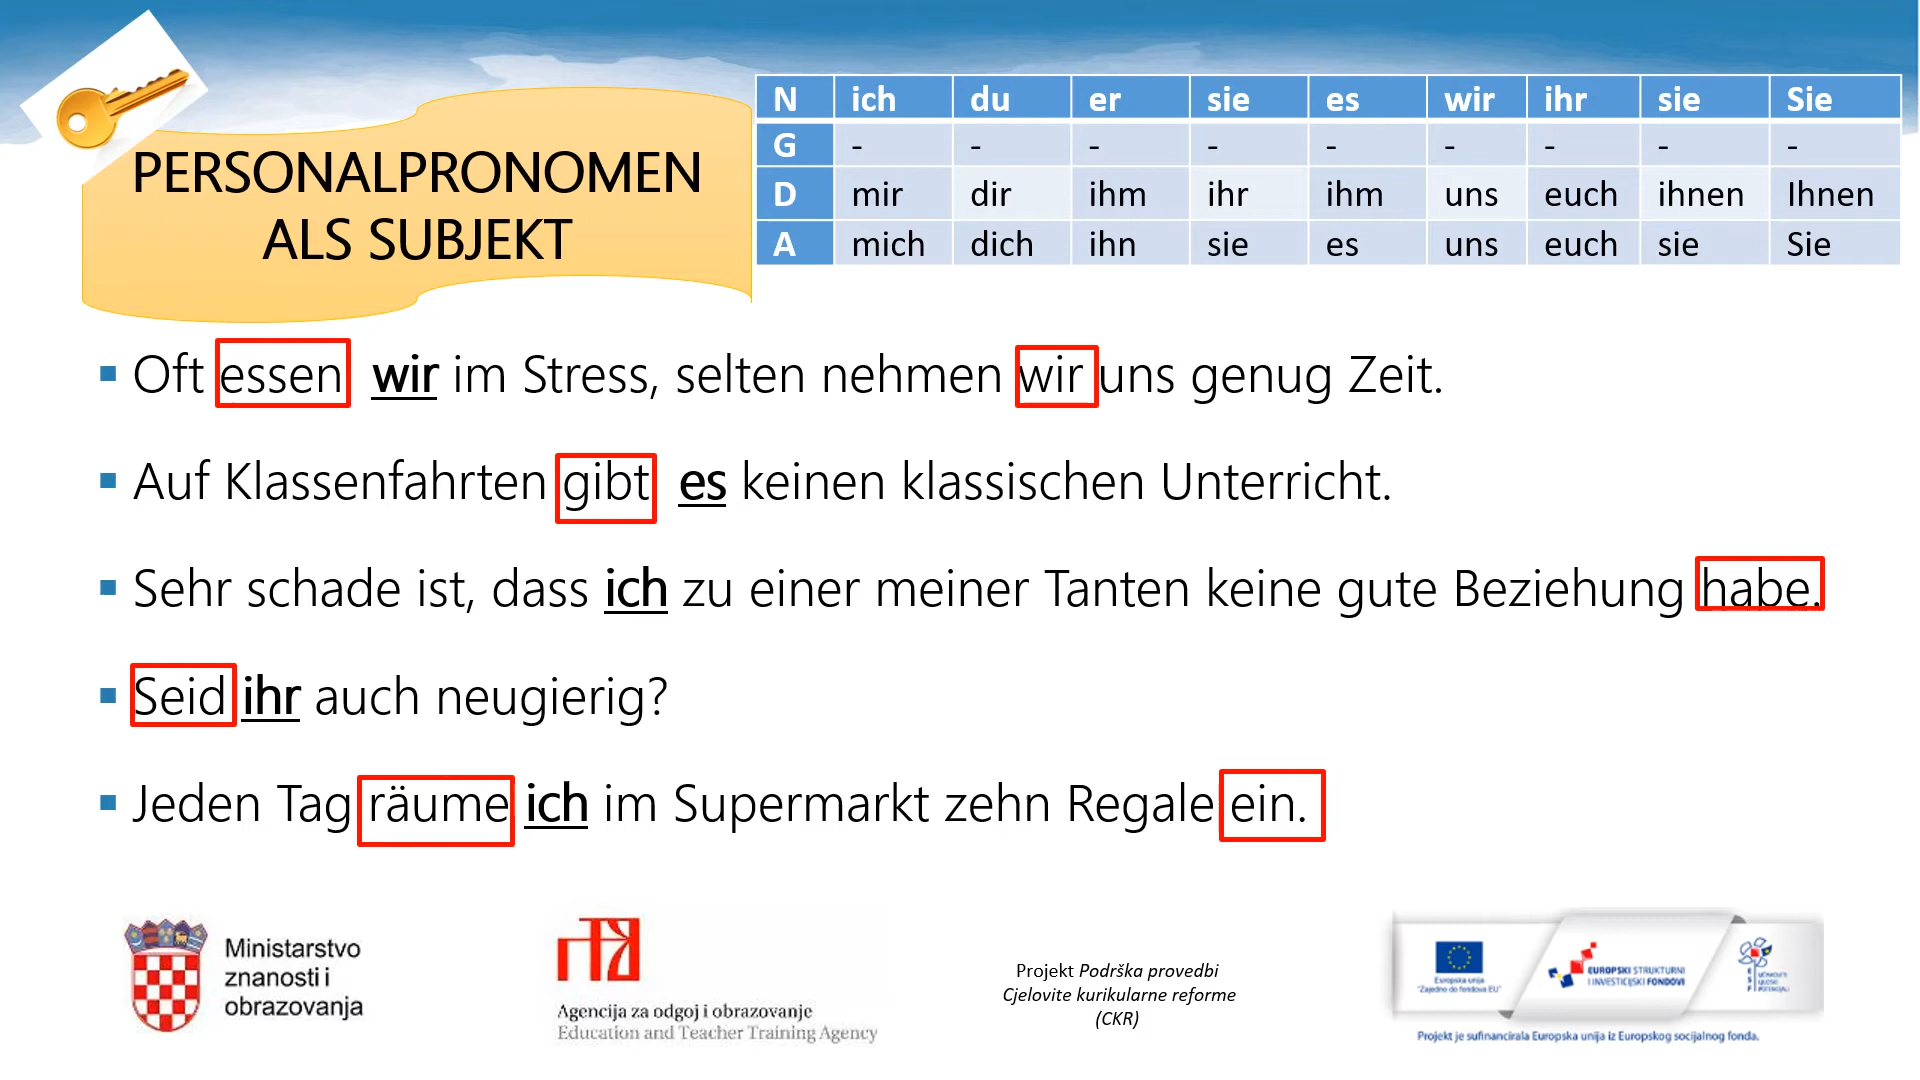 PERSONALPRONOMEN
ALS SUBJEKT
N ich du er sie es wir ihr sie Sie
G - - - - - - - - -
D mir dir ihm ihr ihm uns euch ihnen Ihnen
A mich dich ihn sie es uns euch sie Sie
Oft essen wir im Stress, selten nehmen wir uns genug Zeit.
Auf Klassenfahrten gibt es keinen klassischen Unterricht.
Sehr schade ist, dass ich zu einer meiner Tanten keine gute Beziehung habe.
Seid ihr auch neugierig?
Jeden Tag räume ich im Supermarkt zehn Regale ein.
Ministarstvo
znanosti i
obrazovanja
Agencija za odgoj i obrazovanje
Education and Teacher Training Agency
Projekt Podrška provedbi
Cjelovite kurikularne reforme
(CKR)
Europska unija
"Zajedno do fondova EU"
EUROPSKI STRUKTURNI
I INVESTICIJSKI FONDOVI
Projekt je sufinancirala Europska unija iz Europskog socijalnog fonda.